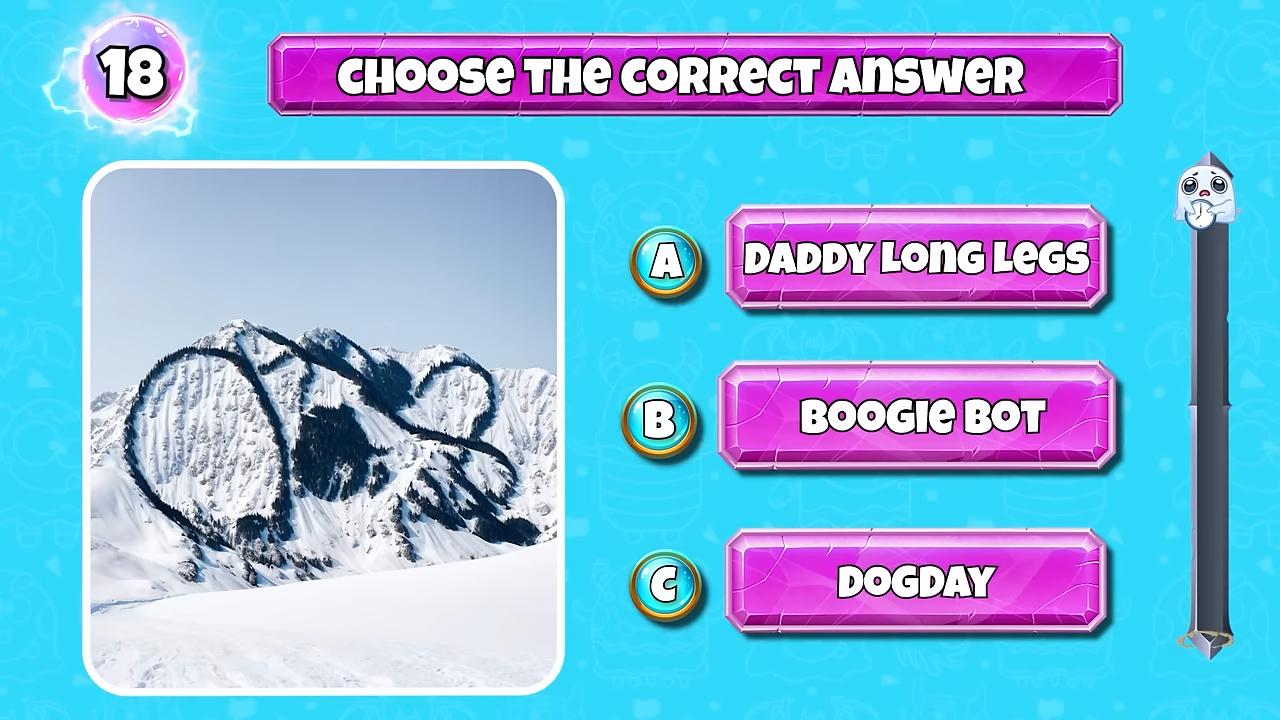 18
CHOOSE THE CORRECT ANSWER
A
DADDY LONG LEGS
B
BOOGIE BOT
C
DOGDAY